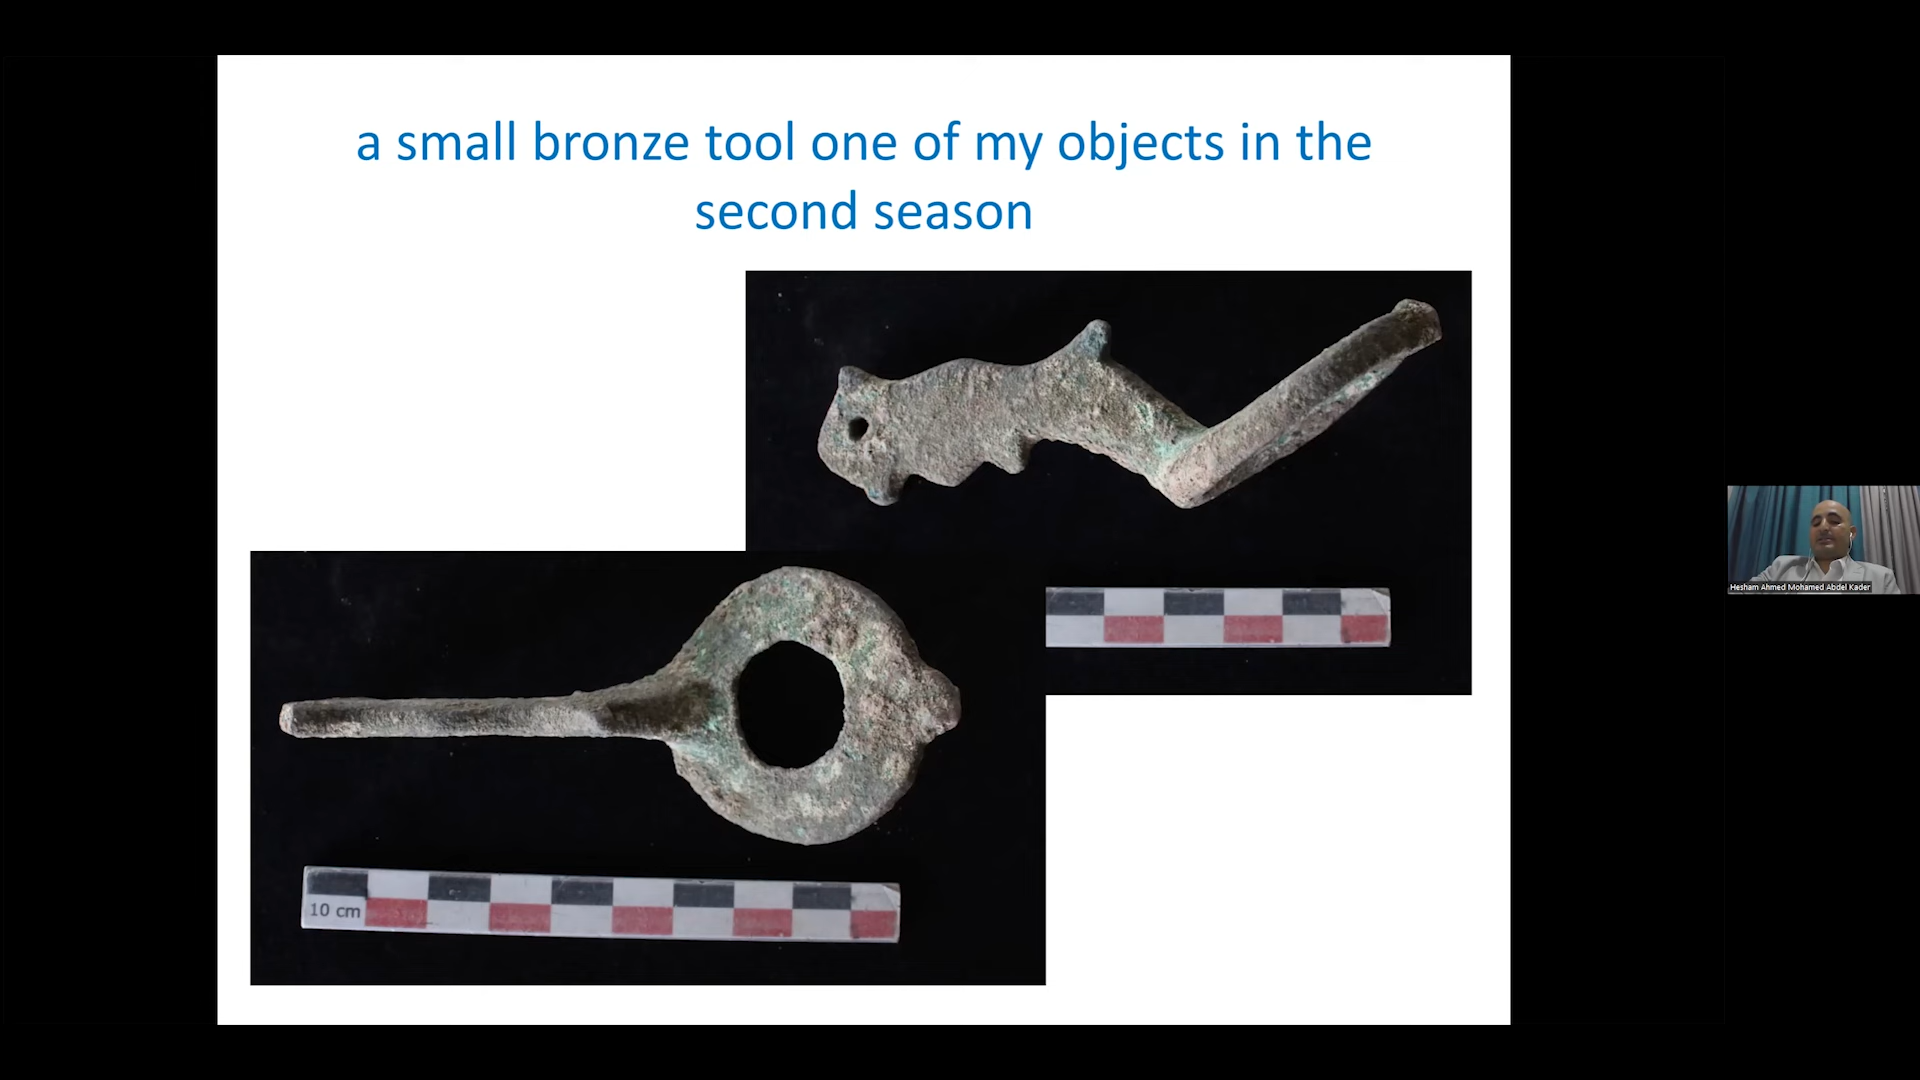 a small bronze tool one of my objects in the
second season
10 cm
Hesham Ahmed Mohamed Abdel Kader